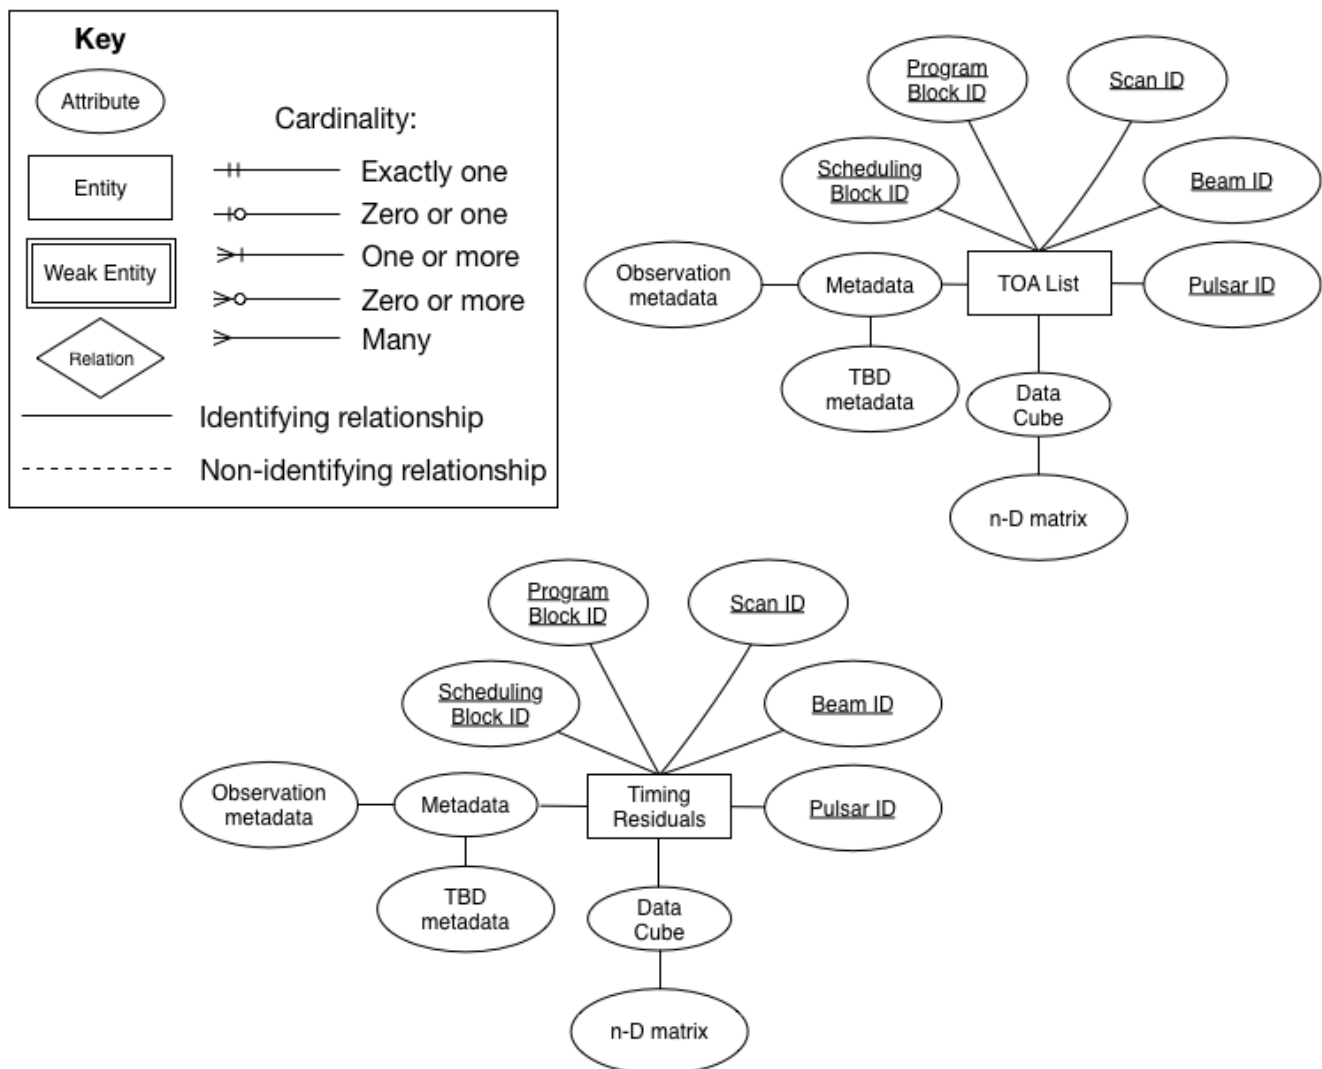 Key
Attribute
Entity
Weak Entity
Relation
Cardinality:
Exactly one
Zero or one
One or more
Zero or more
Many
Identifying relationship
Non-identifying relationship
Program
Block ID
Scan ID
Scheduling
Block ID
Beam ID
Observation
metadata
Metadata
TOA List
Pulsar ID
TBD
metadata
Data
Cube
n-D matrix
Program
Block ID
Scan ID
Scheduling
Block ID
Beam ID
Observation
metadata
Metadata
Timing
Residuals
Pulsar ID
TBD
metadata
Data
Cube
n-D matrix